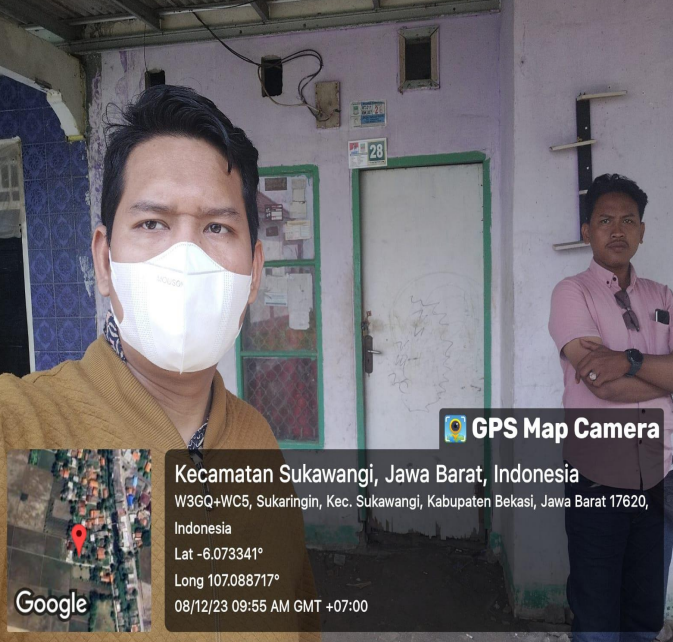 28
GPS Map Camera
Kecamatan Sukawangi, Jawa Barat, Indonesia
W3GQ+WC5, Sukaringin, Kec. Sukawangi, Kabupaten Bekasi, Jawa Barat 17620,
Indonesia
Lat -6.073341°
Long 107.088717°
08/12/23 09:55 AM GMT +07:00
Google